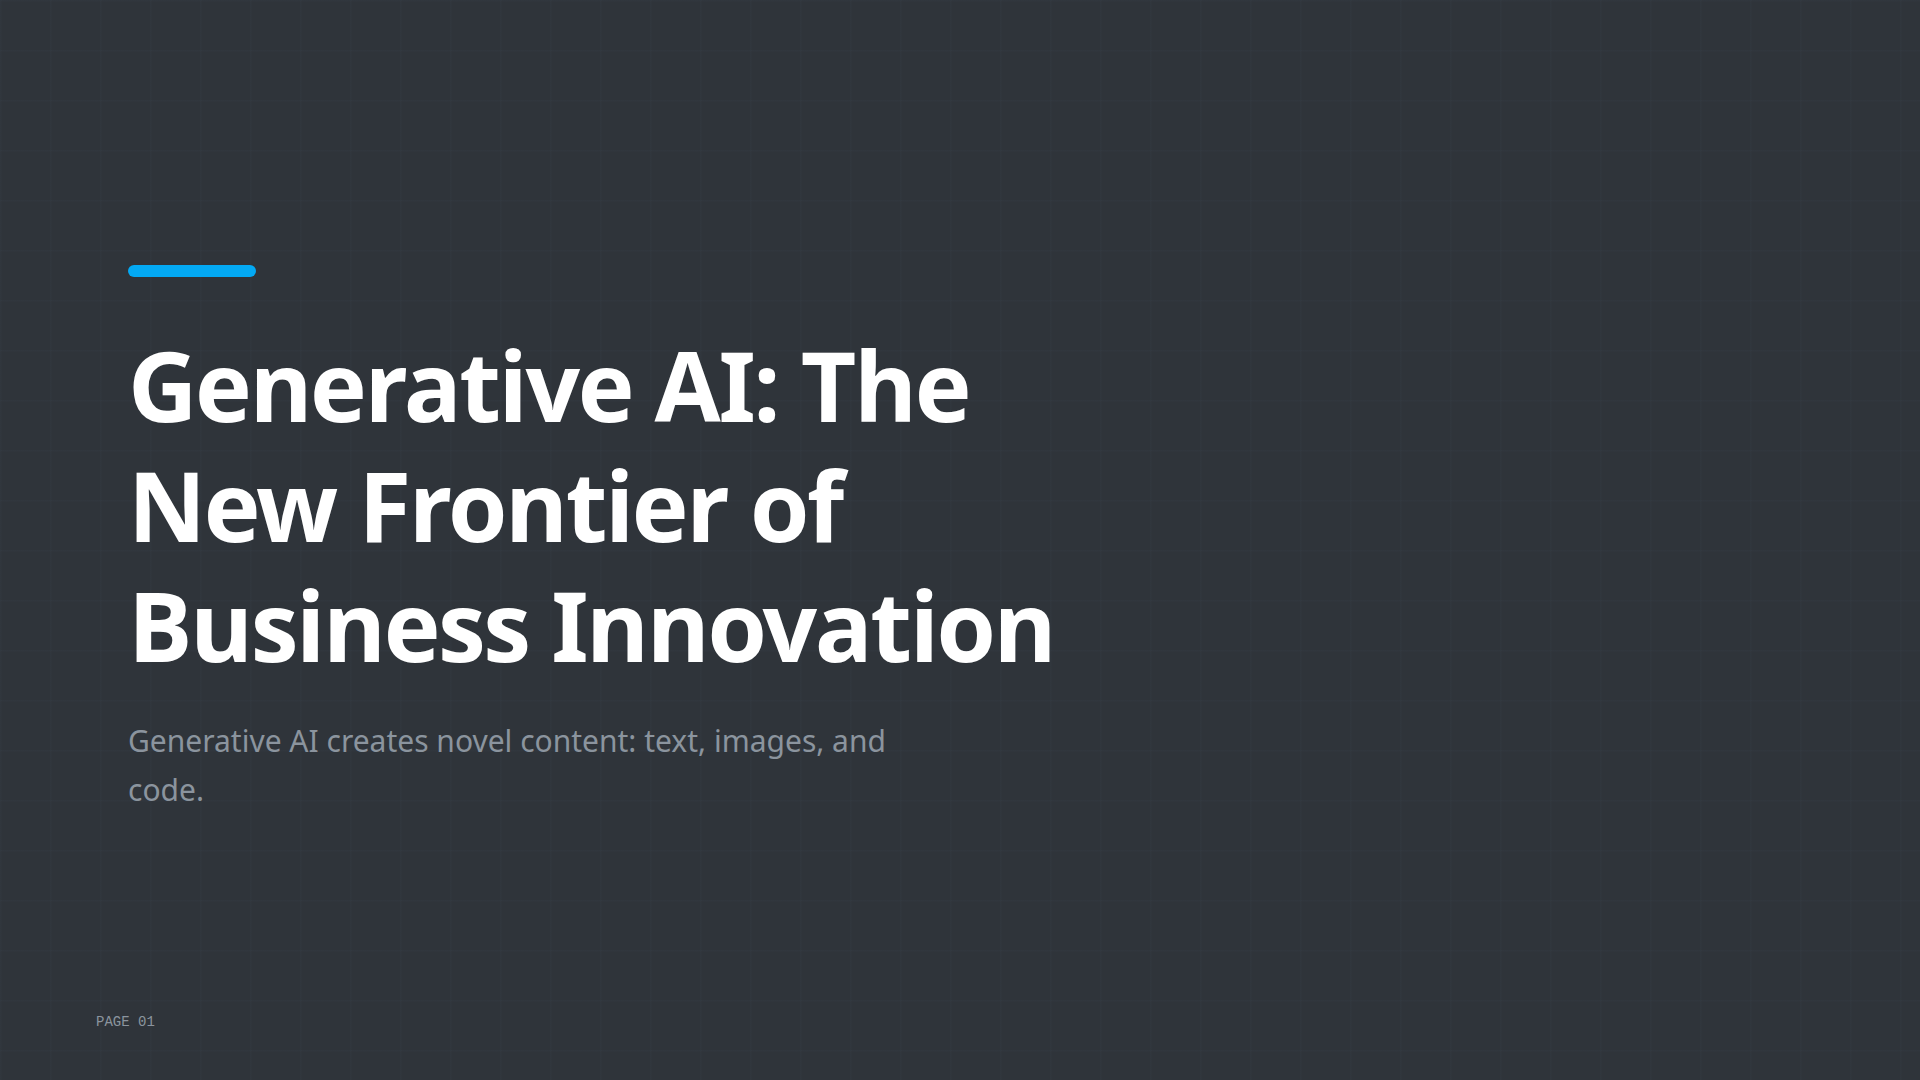 Generative AI: The
New Frontier of
Business Innovation
Generative AI creates novel content: text, images, and
code.
PAGE 01